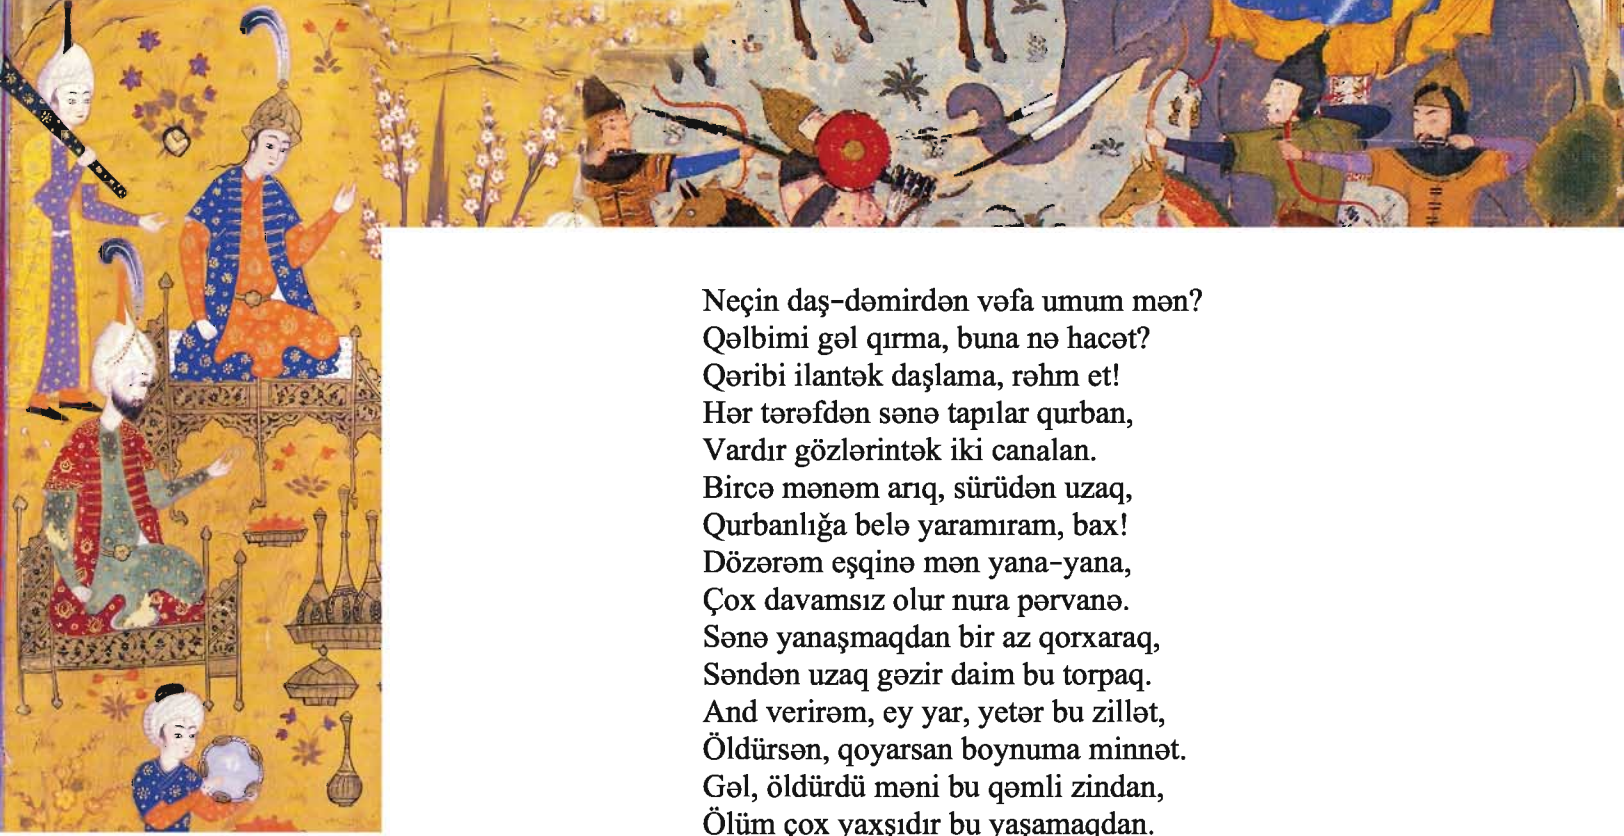 Neçin daş-dəmirdən vəfa umum mən?
Qəlbimi gəl qırma, buna nə hacət?
Qəribi ilantək daşlama, rəhm et!
Hər tərəfdən sənə tapılar qurban,
Vardır gözlərintək iki canalan.
Bircə mənəm arıq, sürüdən uzaq,
Qurbanlığa belə yaramıram, bax!
Dözərəm eşqinə mən yana-yana,
Çox davamsız olur nura pərvanə.
Sənə yanaşmaqdan bir az qorxaraq,
Səndən uzaq gəzir daim bu torpaq.
And verirəm, ey yar, yetər bu zillət,
Öldürsən, qoyarsan boynuma minnət.
Gəl, öldürdü məni bu qəmli zindan,
Ölüm çox yaxşıdır bu yaşamaqdan.